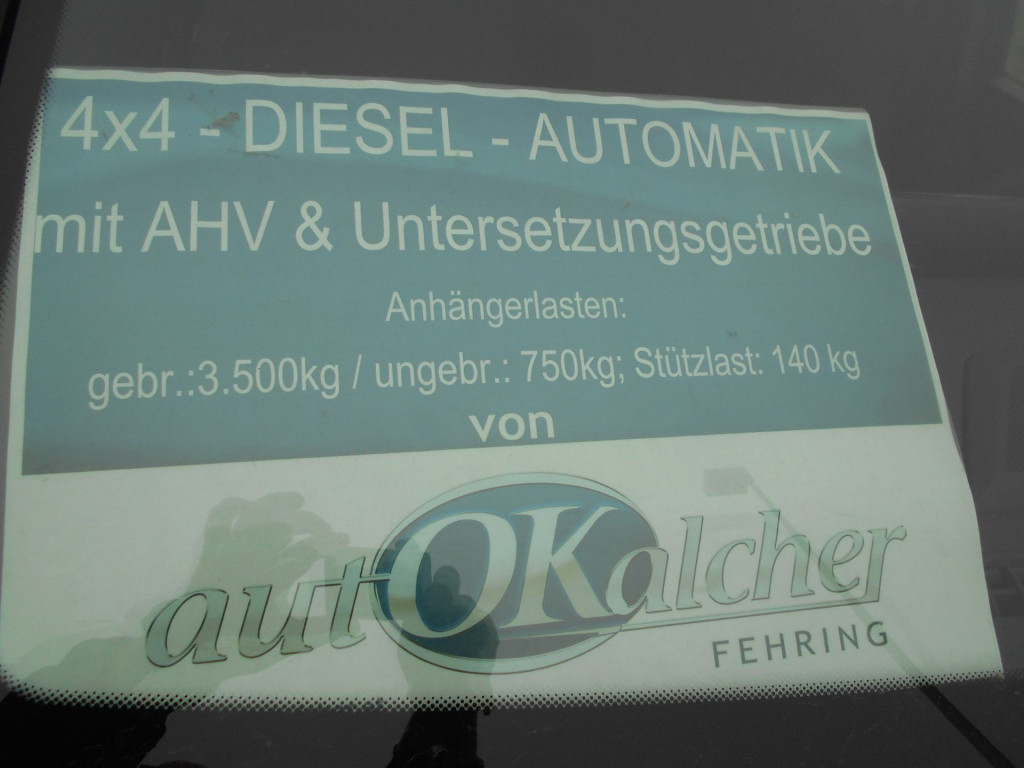 4x4 - DIESEL - AUTOMATIK
mit AHV & Untersetzungsgetriebe
Anhängerlasten:
gebr.:3.500kg / ungebr.: 750kg; Stützlast: 140 kg
von
autOKalcher
FEHRING